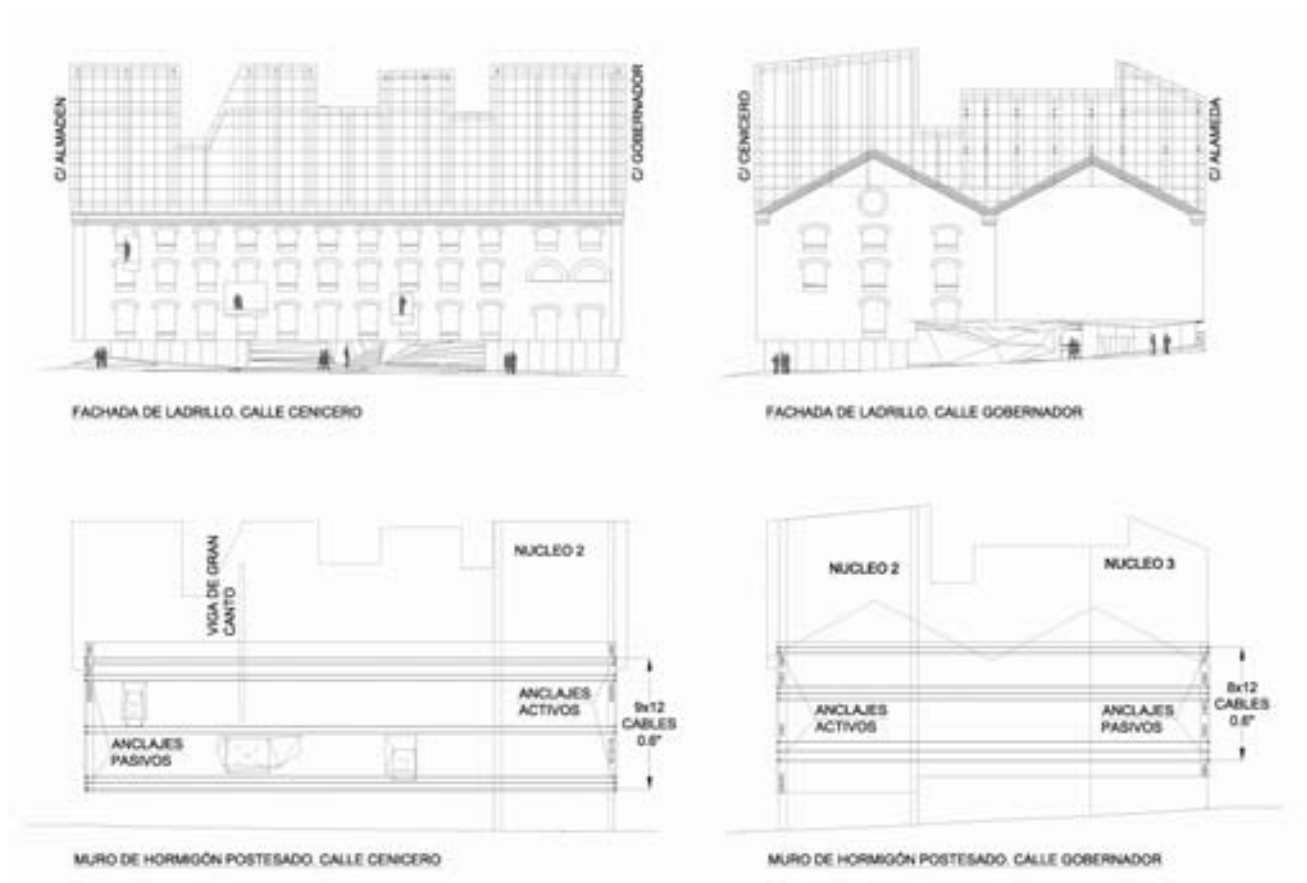 C/ ALMADEN
C/ GOBERNADOR
C/ CENICERO
C/ ALAMEDA
FACHADA DE LADRILLO. CALLE CENICERO
FACHADA DE LADRILLO. CALLE GOBERNADOR
VIGA DE GRAN
CANTO
NUCLEO 2
ANCLAJES
ACTIVOS
ANCLAJES
PASIVOS
9x12
CABLES
0.6"
NUCLEO 2
NUCLEO 3
ANCLAJES
ACTIVOS
ANCLAJES
PASIVOS
8x12
CABLES
0.6"
MURO DE HORMIGÓN POSTESADO. CALLE CENICERO
MURO DE HORMIGÓN POSTESADO. CALLE GOBERNADOR